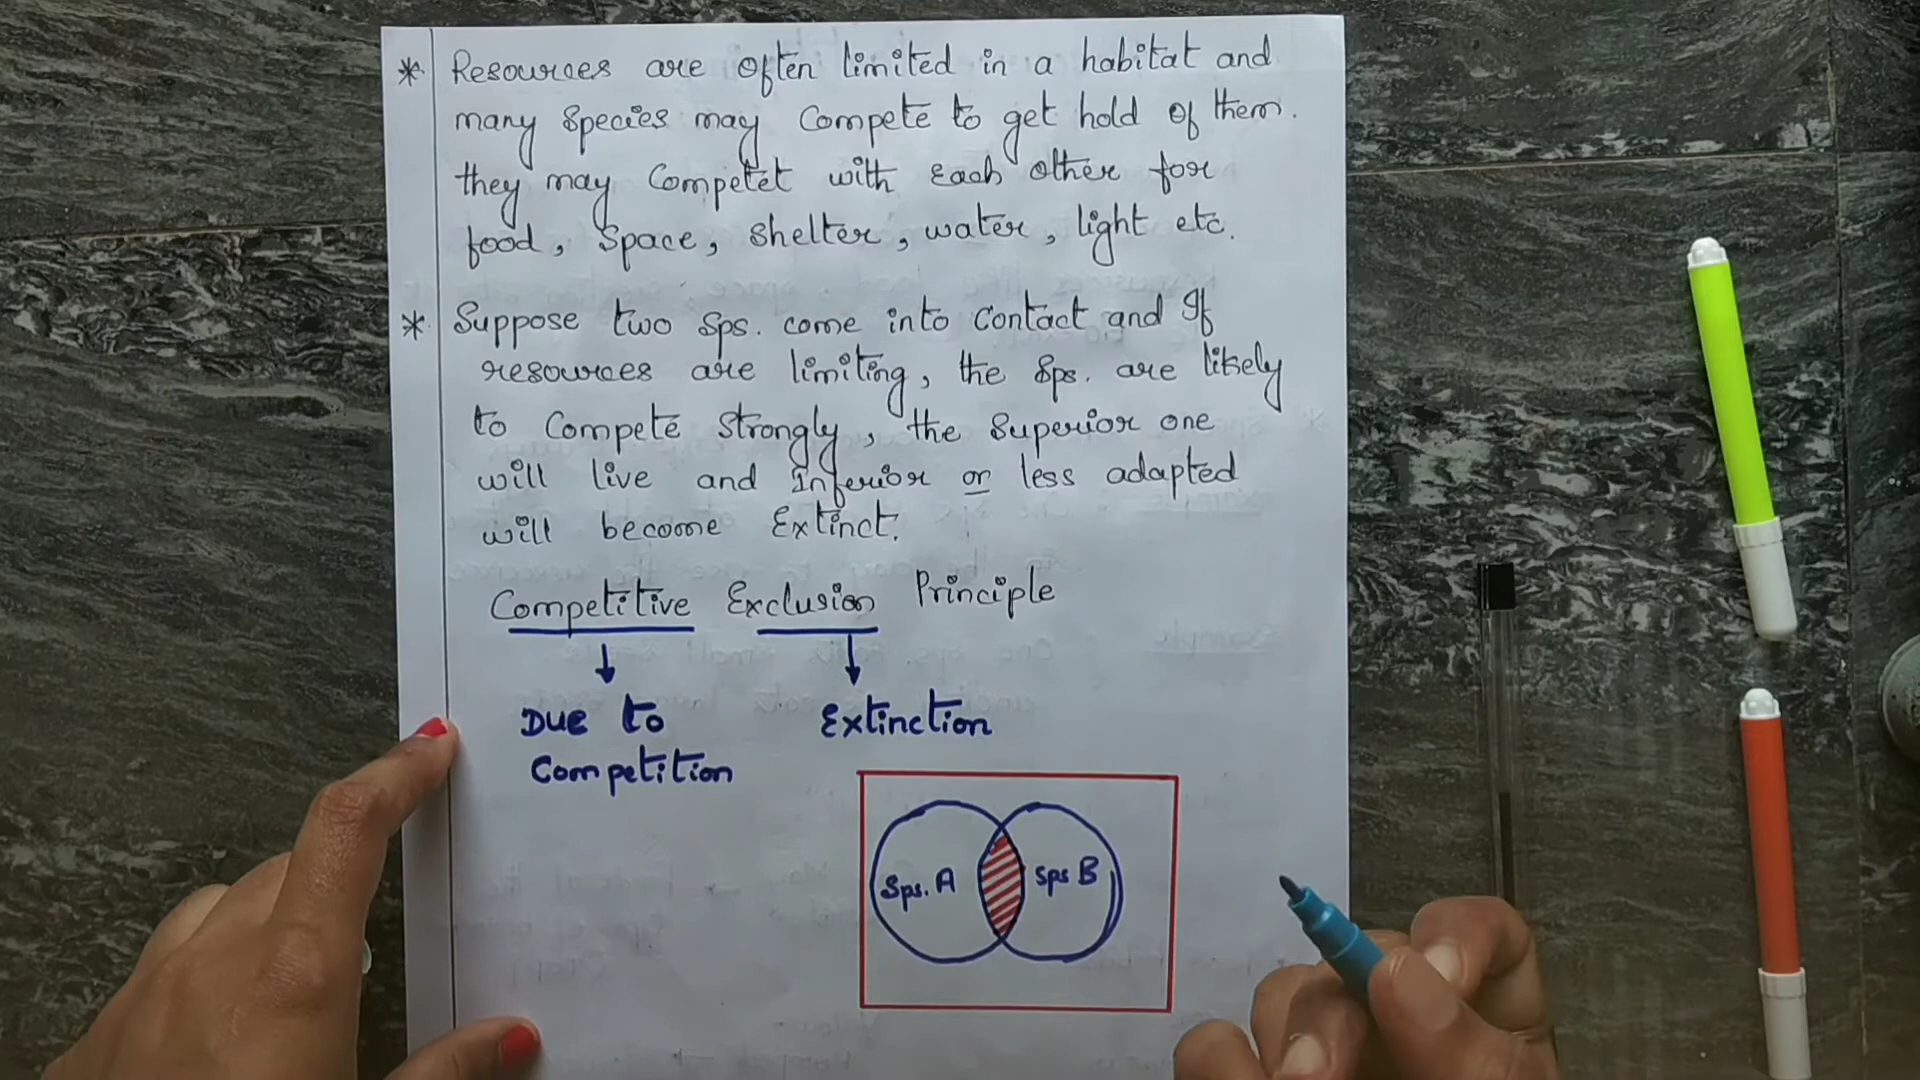 * Resources are often limited in a habitat and
many species may compete to get hold of them.
they may competet with each other for
food, space, shelter, water, light etc.
* Suppose two sps. come into contact and If
resources are limiting, the sps. are likely
to compete strongly, the superior one
will live and inferior or less adapted
will become Extinct.
Competitive Exclusion Principle
Due to Extinction
Competition
Sps. A sps B